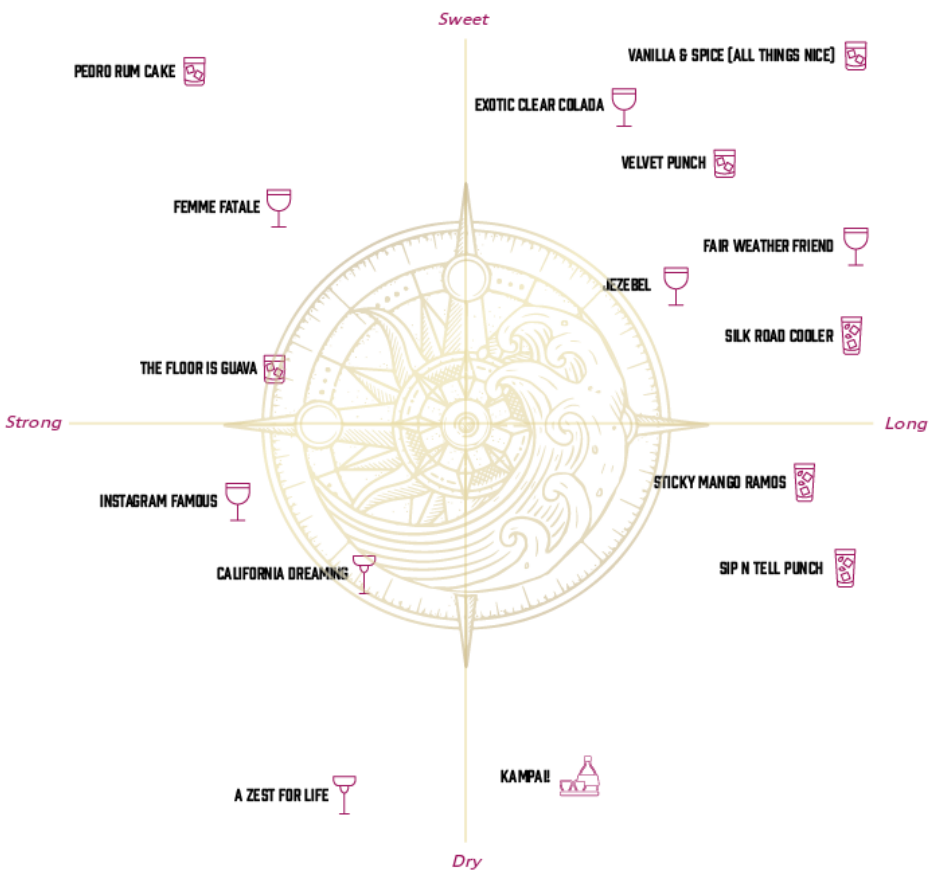 Sweet
VANILLA & SPICE (ALL THINGS NICE)
PEDRO RUM CAKE
EXOTIC CLEAR COLADA
VELVET PUNCH
FEMME FATALE
FAIR WEATHER FRIEND
JEZEBEL
SILK ROAD COOLER
THE FLOOR IS GUAVA
Strong
Long
STICKY MANGO RAMOS
INSTAGRAM FAMOUS
SIP N TELL PUNCH
CALIFORNIA DREAMING
KAMPAI!
A ZEST FOR LIFE
Dry